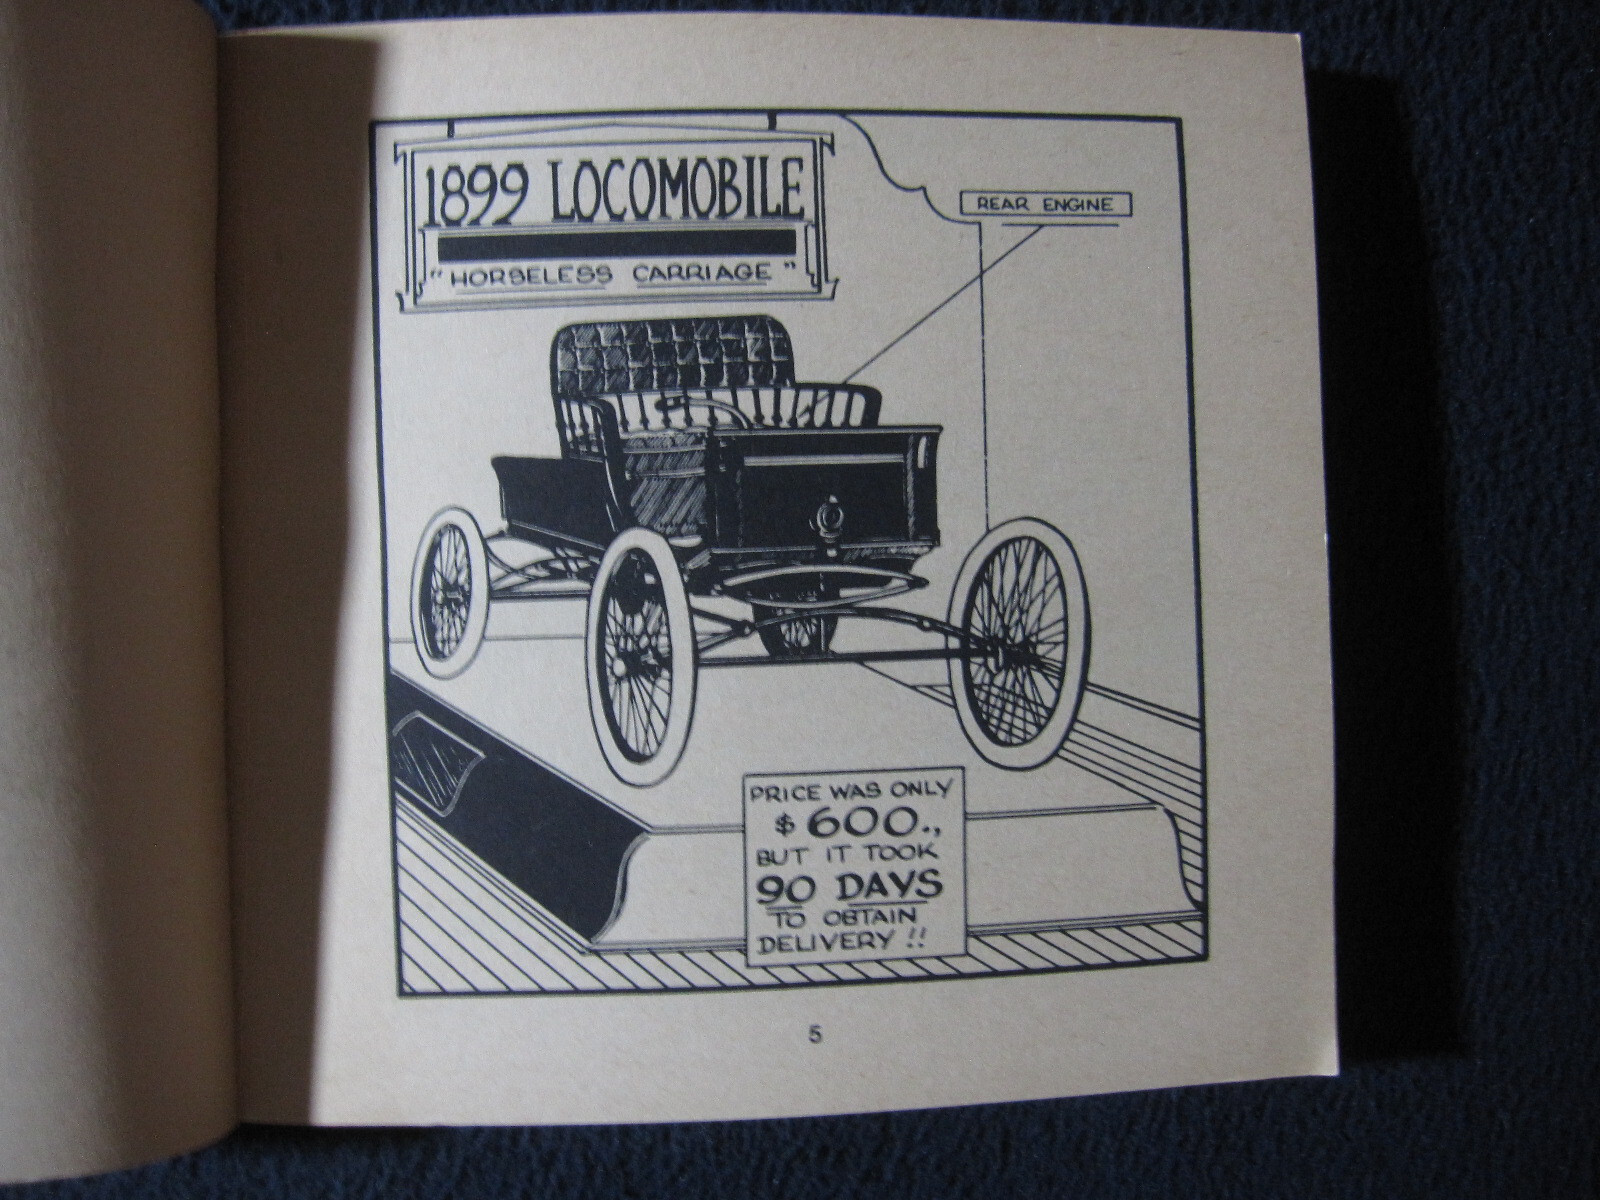 1899 LOCOMOBILE
"HORSELESS CARRIAGE"
REAR ENGINE
PRICE WAS ONLY
$600.,
BUT IT TOOK
90 DAYS
TO OBTAIN
DELIVERY!!
5